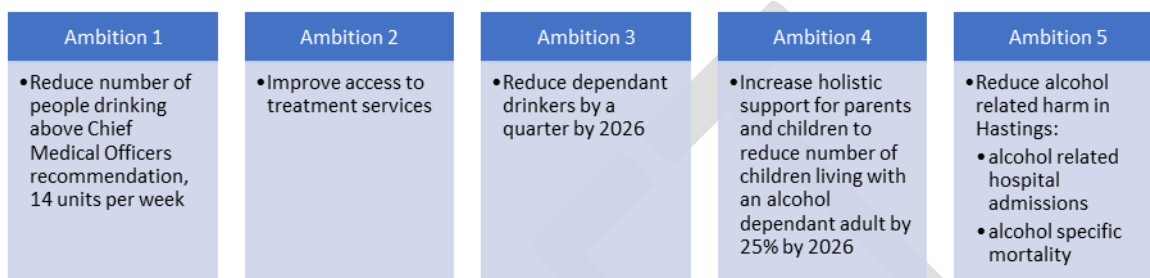 Ambition 1
•Reduce number of
people drinking
above Chief
Medical Officers
recommendation,
14 units per week
Ambition 2
•Improve access to
treatment services
Ambition 3
•Reduce dependant
drinkers by a
quarter by 2026
Ambition 4
•Increase holistic
support for parents
and children to
reduce number of
children living with
an alcohol
dependant adult by
25% by 2026
Ambition 5
•Reduce alcohol
related harm in
Hastings:
•alcohol related
hospital
admissions
•alcohol specific
mortality